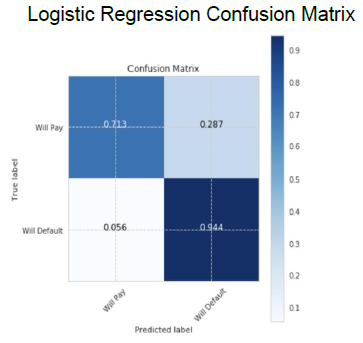 Logistic Regression Confusion Matrix
Confusion Matrix
True label
Will Pay
0.713
0.287
Will Default
0.056
0.944
Will Pay
Will Default
Predicted label
0.9
0.8
0.7
0.6
0.5
0.4
0.3
0.2
0.1